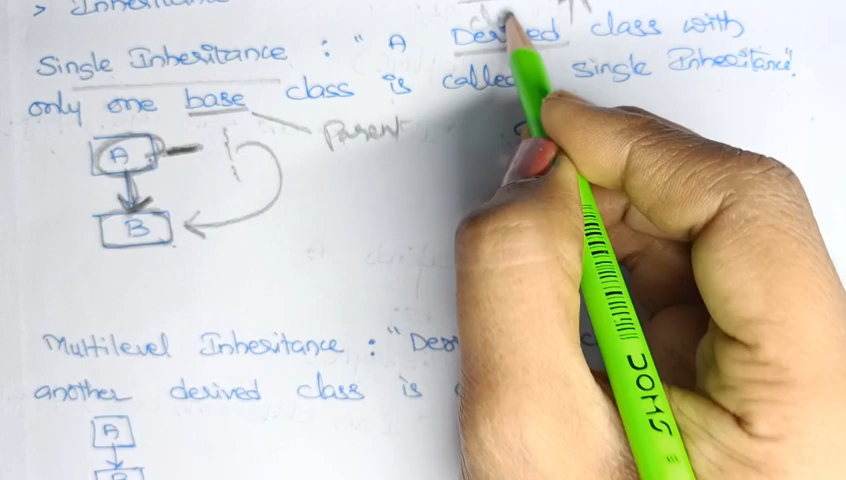 > Inheritance
Single Inheritance : " A Derived class with
only one base class is called single Inheritance".
Parent
A
B
Multilevel Inheritance : "Der
another derived class is
A
B
DOMS